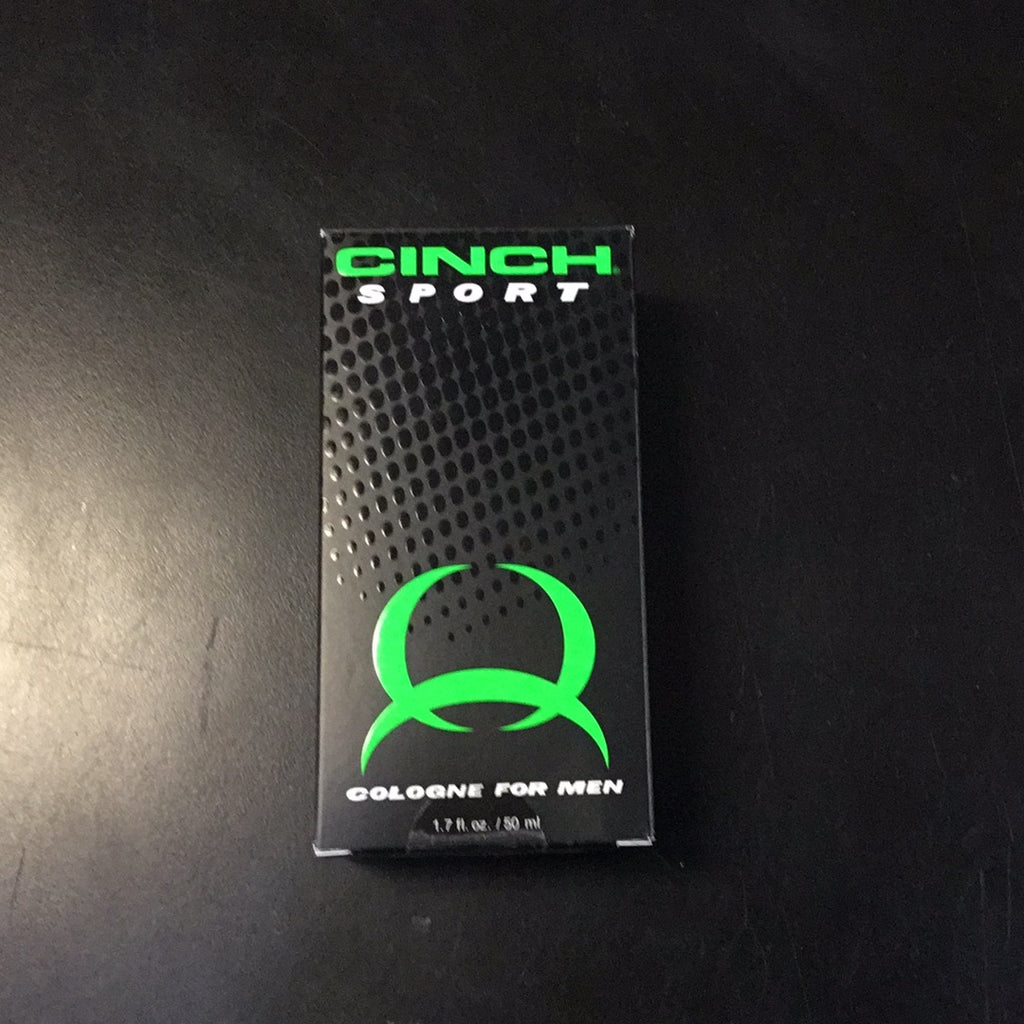 CINCH
SPORT
COLOGNE FOR MEN
1.7 fl. oz. / 50 ml